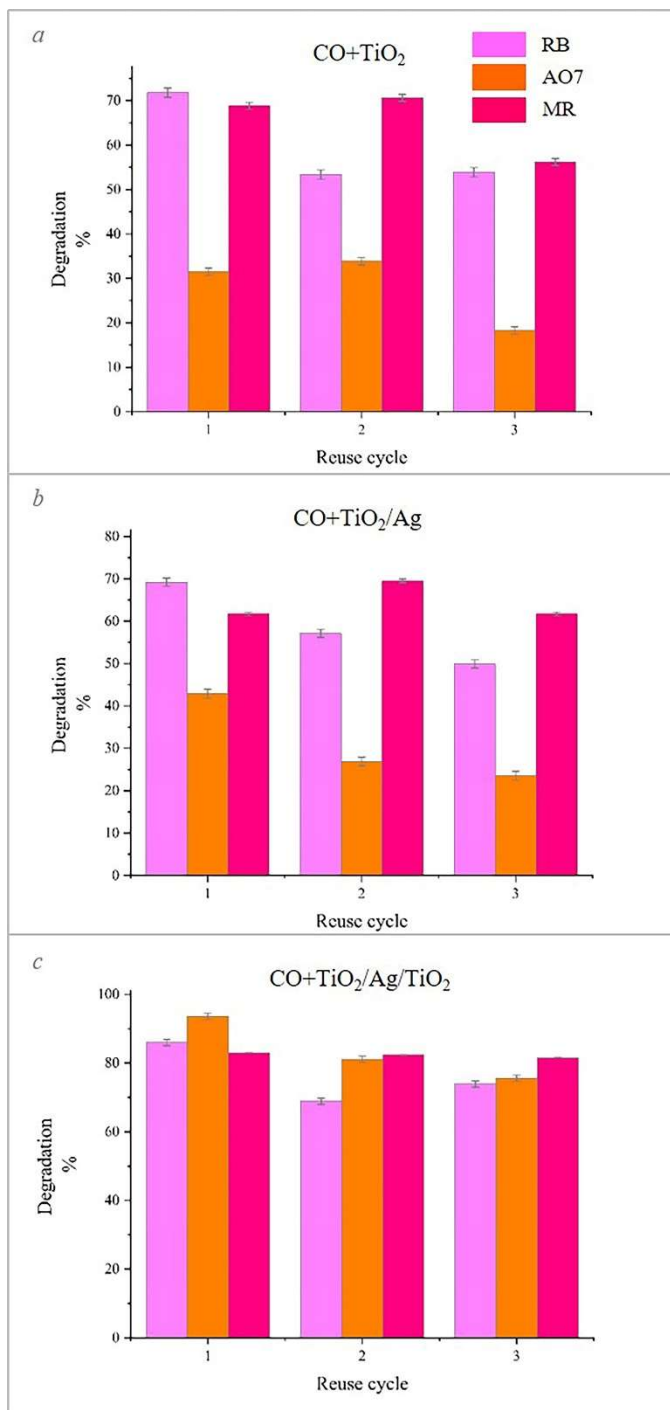 a
CO+TiO₂
RB
AO7
MR
70
60
50
40
30
20
10
0
Degradation
%
1
2
3
Reuse cycle
b
CO+TiO₂/Ag
80
70
60
50
40
30
20
10
0
Degradation
%
1
2
3
Reuse cycle
c
CO+TiO₂/Ag/TiO₂
100
80
60
40
20
0
Degradation
%
1
2
3
Reuse cycle